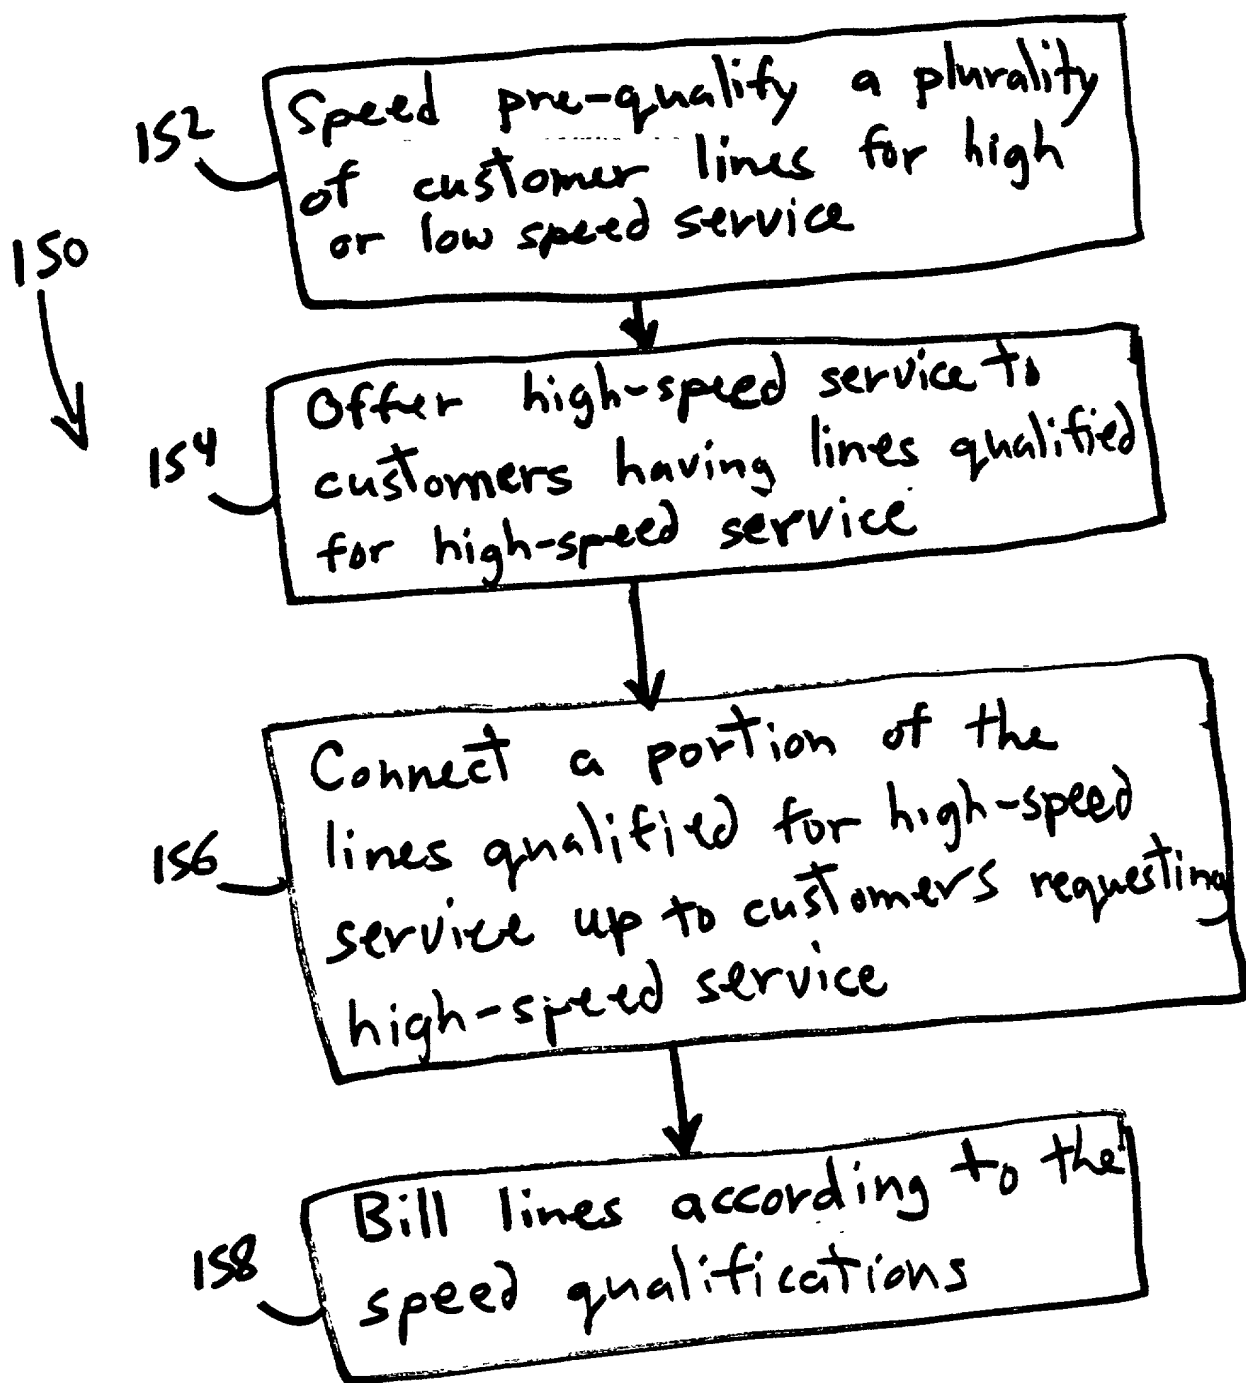 152
Speed pre-qualify a plurality
of customer lines for high
or low speed service
150
154
Offer high-speed service to
customers having lines qualified
for high-speed service
156
Connect a portion of the
lines qualified for high-speed
service up to customers requesting
high-speed service
158
Bill lines according to the
speed qualifications